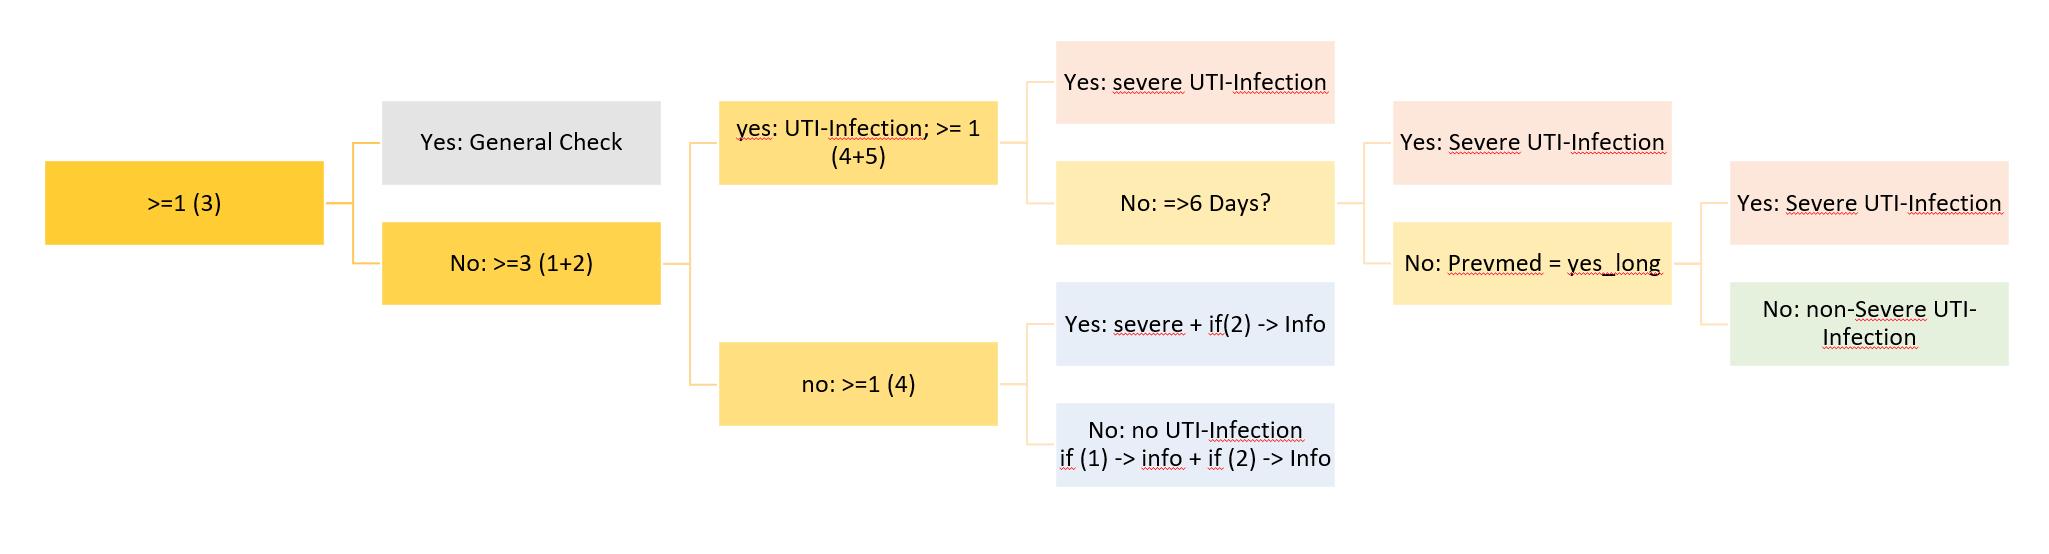 >=1 (3)
Yes: General Check
No: >=3 (1+2)
yes: UTI-Infection; >= 1
(4+5)
no: >=1 (4)
Yes: severe UTI-Infection
No: =>6 Days?
Yes: severe + if(2) -> Info
No: no UTI-Infection
if (1) -> info + if (2) -> Info
Yes: Severe UTI-Infection
No: Prevmed = yes_long
Yes: Severe UTI-Infection
No: non-Severe UTI-
Infection